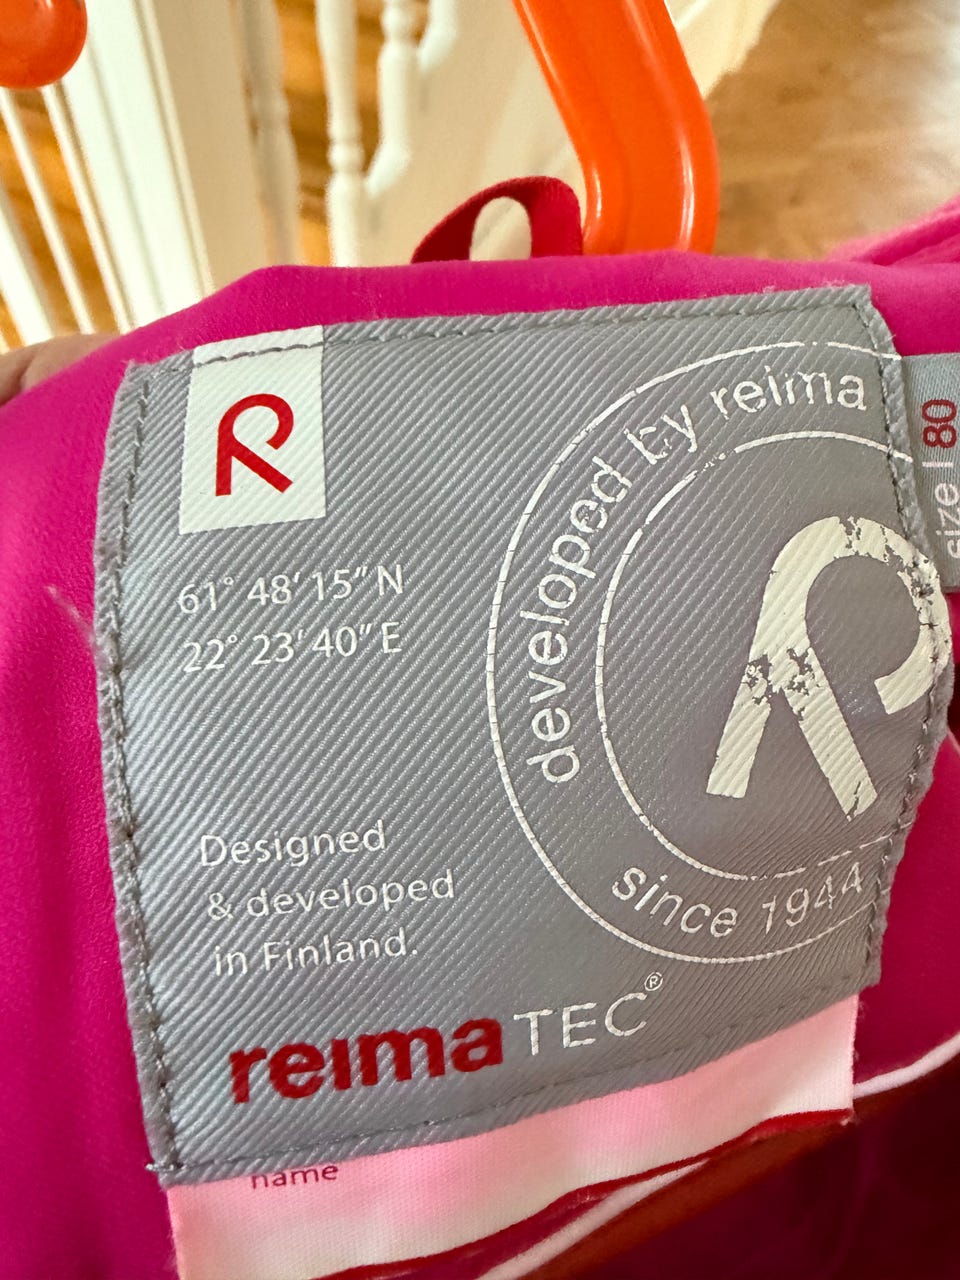 R
61° 48′ 15″ N
22° 23′ 40″ E
developed by reima
since 1944
R
size 80
Designed
& developed
in Finland.
reima TEC®
name